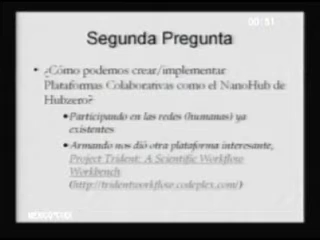 00:51
Segunda Pregunta
• ¿Cómo podemos crear/implementar
Plataformas Colaborativas como el NanoHub de
Hubzero?
•Participando en las redes (humanas) ya
existentes
•Armando nos dió otra plataforma interesante,
Project Trident: A Scientific Workflow
Workbench
(http://tridentworkflow.codeplex.com/)